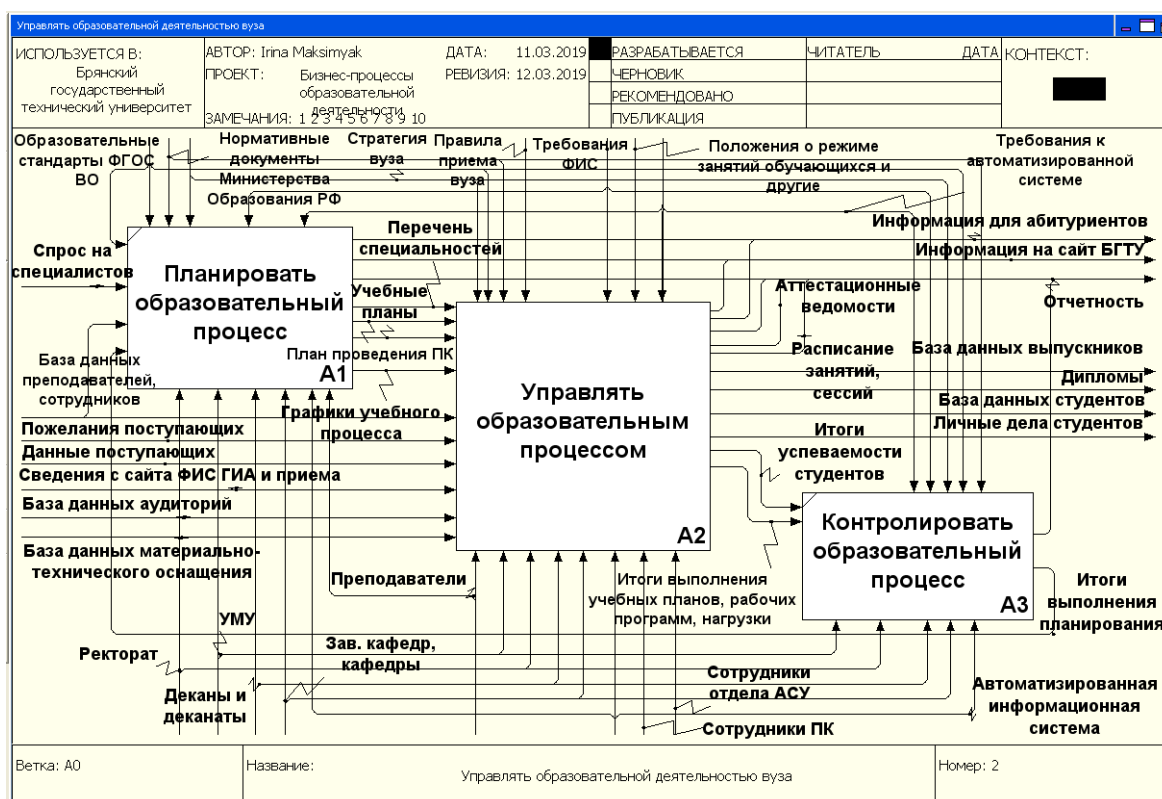 Управлять образовательной деятельностью вуза
ИСПОЛЬЗУЕТСЯ В:
Брянский
государственный
технический университет
АВТОР: Irina Maksimyak
ДАТА: 11.03.2019
ПРОЕКТ: Бизнес-процессы
образовательной
деятельности
РЕВИЗИЯ: 12.03.2019
ЗАМЕЧАНИЯ: 1 2 3 4 5 6 7 8 9 10
РАЗРАБАТЫВАЕТСЯ
ЧЕРНОВИК
РЕКОМЕНДОВАНО
ПУБЛИКАЦИЯ
ЧИТАТЕЛЬ
ДАТА
КОНТЕКСТ:
Образовательные
стандарты ФГОС
ВО
Нормативные
документы
Министерства
Образования РФ
Стратегия
вуза
Правила
приема
вуза
Требования
ФИС
Положения о режиме
занятий обучающихся и
другие
Требования к
автоматизированной
системе
Спрос на
специалистов
Планировать
образовательный
процесс
A1
Перечень
специальностей
Учебные
планы
План проведения ПК
Графики учебного
процесса
Информация для абитуриентов
Информация на сайт БГТУ
Отчетность
Аттестационные
ведомости
Расписание
занятий,
сессий
База данных выпускников
Дипломы
База данных студентов
Личные дела студентов
База данных
преподавателей,
сотрудников
Пожелания поступающих
Данные поступающих
Сведения с сайта ФИС ГИА и приема
База данных аудиторий
База данных материально-
технического оснащения
Управлять
образовательным
процессом
A2
Итоги
успеваемости
студентов
Контролировать
образовательный
процесс
A3
Итоги выполнения
учебных планов, рабочих
программ, нагрузки
Итоги
выполнения
планирования
Преподаватели
УМУ
Ректорат
Зав. кафедр,
кафедры
Деканы и
деканаты
Сотрудники
отдела АСУ
Сотрудники ПК
Автоматизированная
информационная
система
Ветка: A0
Название:
Управлять образовательной деятельностью вуза
Номер: 2